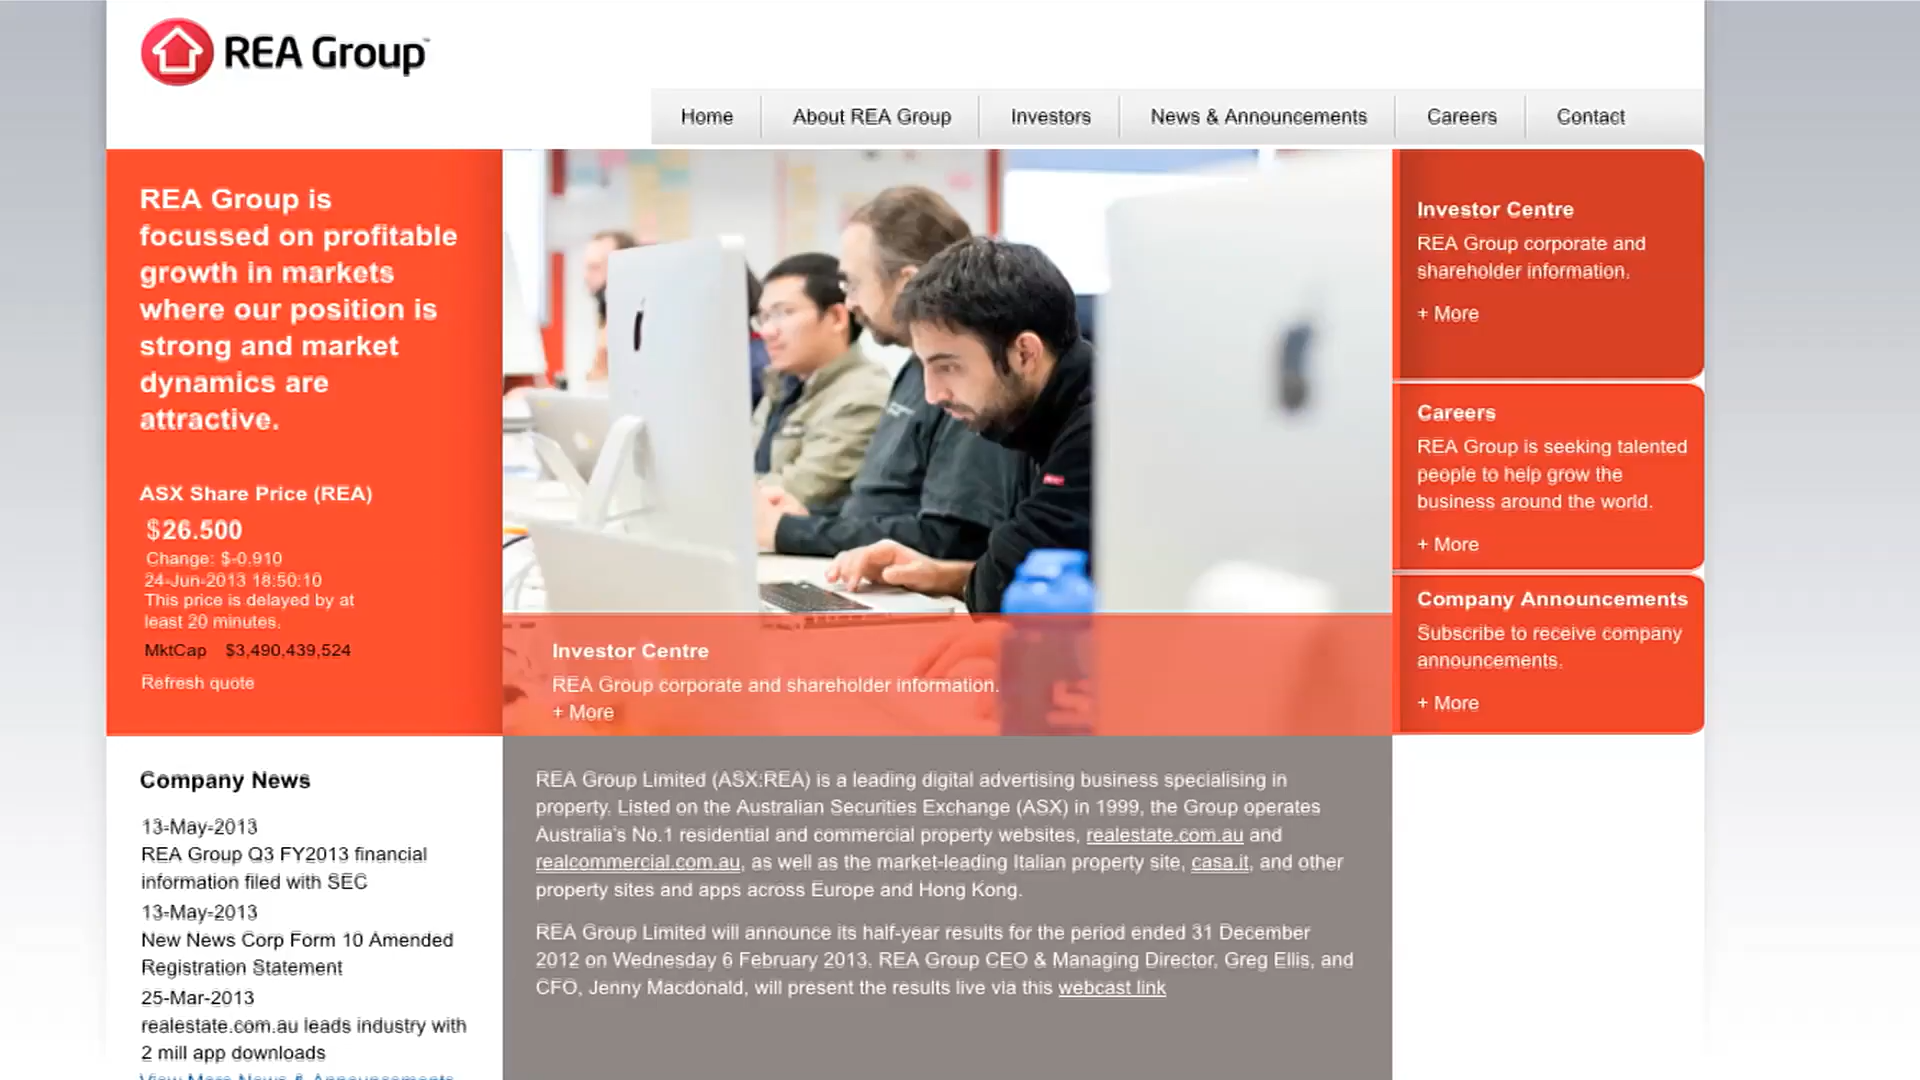 REA Group
Home
About REA Group
Investors
News & Announcements
Careers
Contact
REA Group is
focussed on profitable
growth in markets
where our position is
strong and market
dynamics are
attractive.
ASX Share Price (REA)
$26.500
Change: $-0.910
24-Jun-2013 18:50:10
This price is delayed by at
least 20 minutes.
MktCap $3,490,439,524
Refresh quote
Investor Centre
REA Group corporate and shareholder information.
+ More
Investor Centre
REA Group corporate and
shareholder information.
+ More
Careers
REA Group is seeking talented
people to help grow the
business around the world.
+ More
Company Announcements
Subscribe to receive company
announcements.
+ More
Company News
13-May-2013
REA Group Q3 FY2013 financial
information filed with SEC
13-May-2013
New News Corp Form 10 Amended
Registration Statement
25-Mar-2013
realestate.com.au leads industry with
2 mill app downloads
View More News & Announcements
REA Group Limited (ASX:REA) is a leading digital advertising business specialising in
property. Listed on the Australian Securities Exchange (ASX) in 1999, the Group operates
Australia's No.1 residential and commercial property websites, realestate.com.au and
realcommercial.com.au, as well as the market-leading Italian property site, casa.it, and other
property sites and apps across Europe and Hong Kong.
REA Group Limited will announce its half-year results for the period ended 31 December
2012 on Wednesday 6 February 2013. REA Group CEO & Managing Director, Greg Ellis, and
CFO, Jenny Macdonald, will present the results live via this webcast link